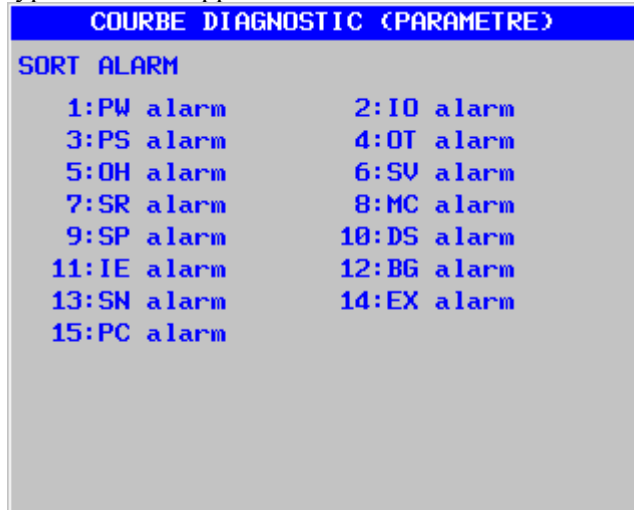 COURBE DIAGNOSTIC (PARAMETRE)
SORT ALARM
1:PW alarm 2:IO alarm
3:PS alarm 4:OT alarm
5:OH alarm 6:SV alarm
7:SR alarm 8:MC alarm
9:SP alarm 10:DS alarm
11:IE alarm 12:BG alarm
13:SN alarm 14:EX alarm
15:PC alarm